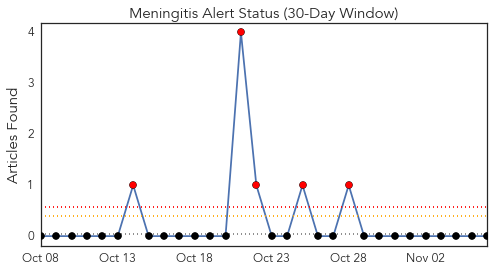 Meningitis Alert Status (30-Day Window)
Articles Found
4
3
2
1
0
Oct 08 Oct 13 Oct 18 Oct 23 Oct 28 Nov 02